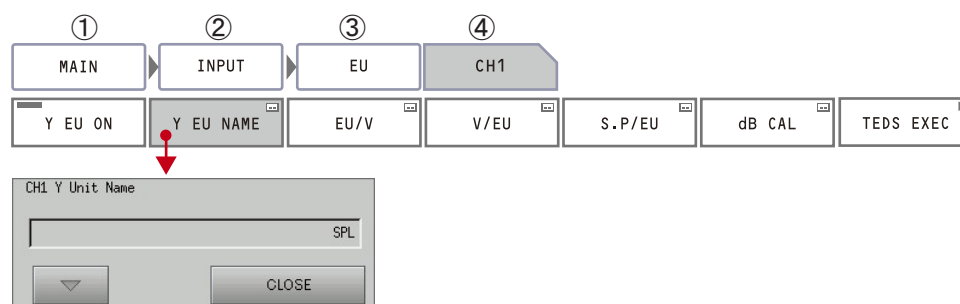 ① ② ③ ④
MAIN INPUT EU CH1
Y EU ON Y EU NAME EU/V V/EU S.P/EU dB CAL TEDS EXEC
CH1 Y Unit Name
SPL
CLOSE